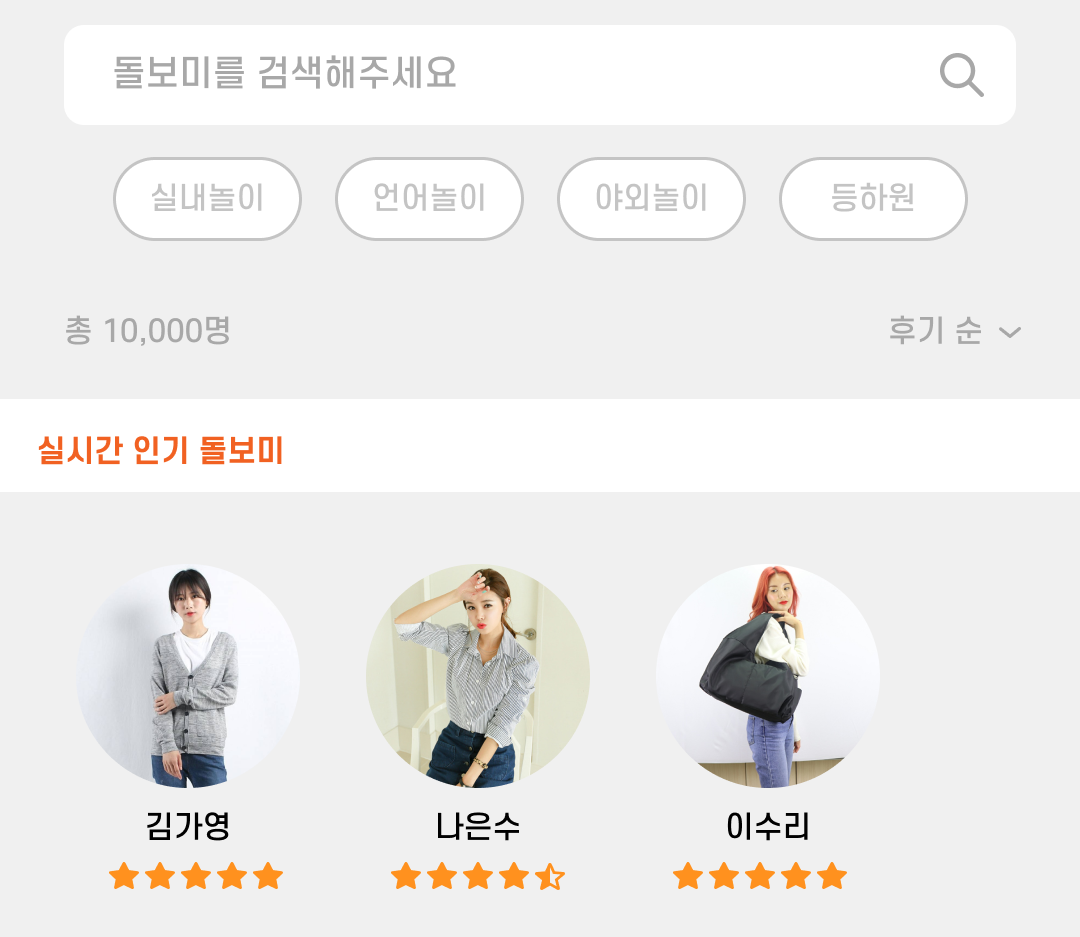 돌보미를 검색해주세요
실내놀이 언어놀이 야외놀이 등하원
총 10,000명 후기 순
실시간 인기 돌보미
김가영 나은수 이수리